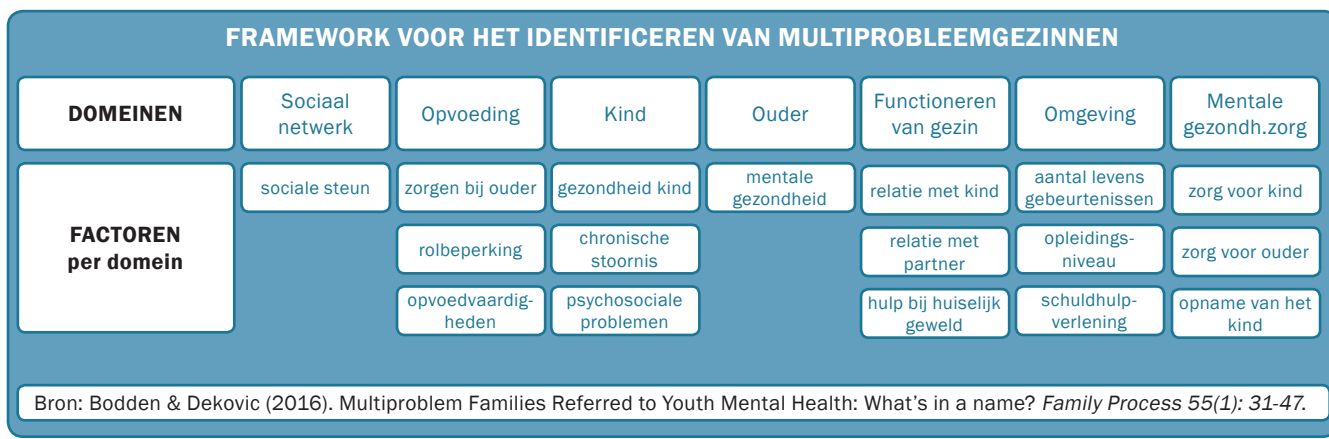 FRAMEWORK VOOR HET IDENTIFICEREN VAN MULTIPROBLEEMGEZINNEN
DOMEINEN
Sociaal
netwerk
Opvoeding
Kind
Ouder
Functioneren
van gezin
Omgeving
Mentale
gezondh.zorg
FACTOREN
per domein
sociale steun
zorgen bij ouder
gezondheid kind
mentale
gezondheid
relatie met kind
aantal levens
gebeurtenissen
zorg voor kind
rolbeperking
chronische
stoornis
relatie met
partner
opleidings-
niveau
zorg voor ouder
opvoedvaardig-
heden
psychosociale
problemen
hulp bij huiselijk
geweld
schuldhulp-
verlening
opname van het
kind
Bron: Bodden & Dekovic (2016). Multiproblem Families Referred to Youth Mental Health: What's in a name? Family Process 55(1): 31-47.